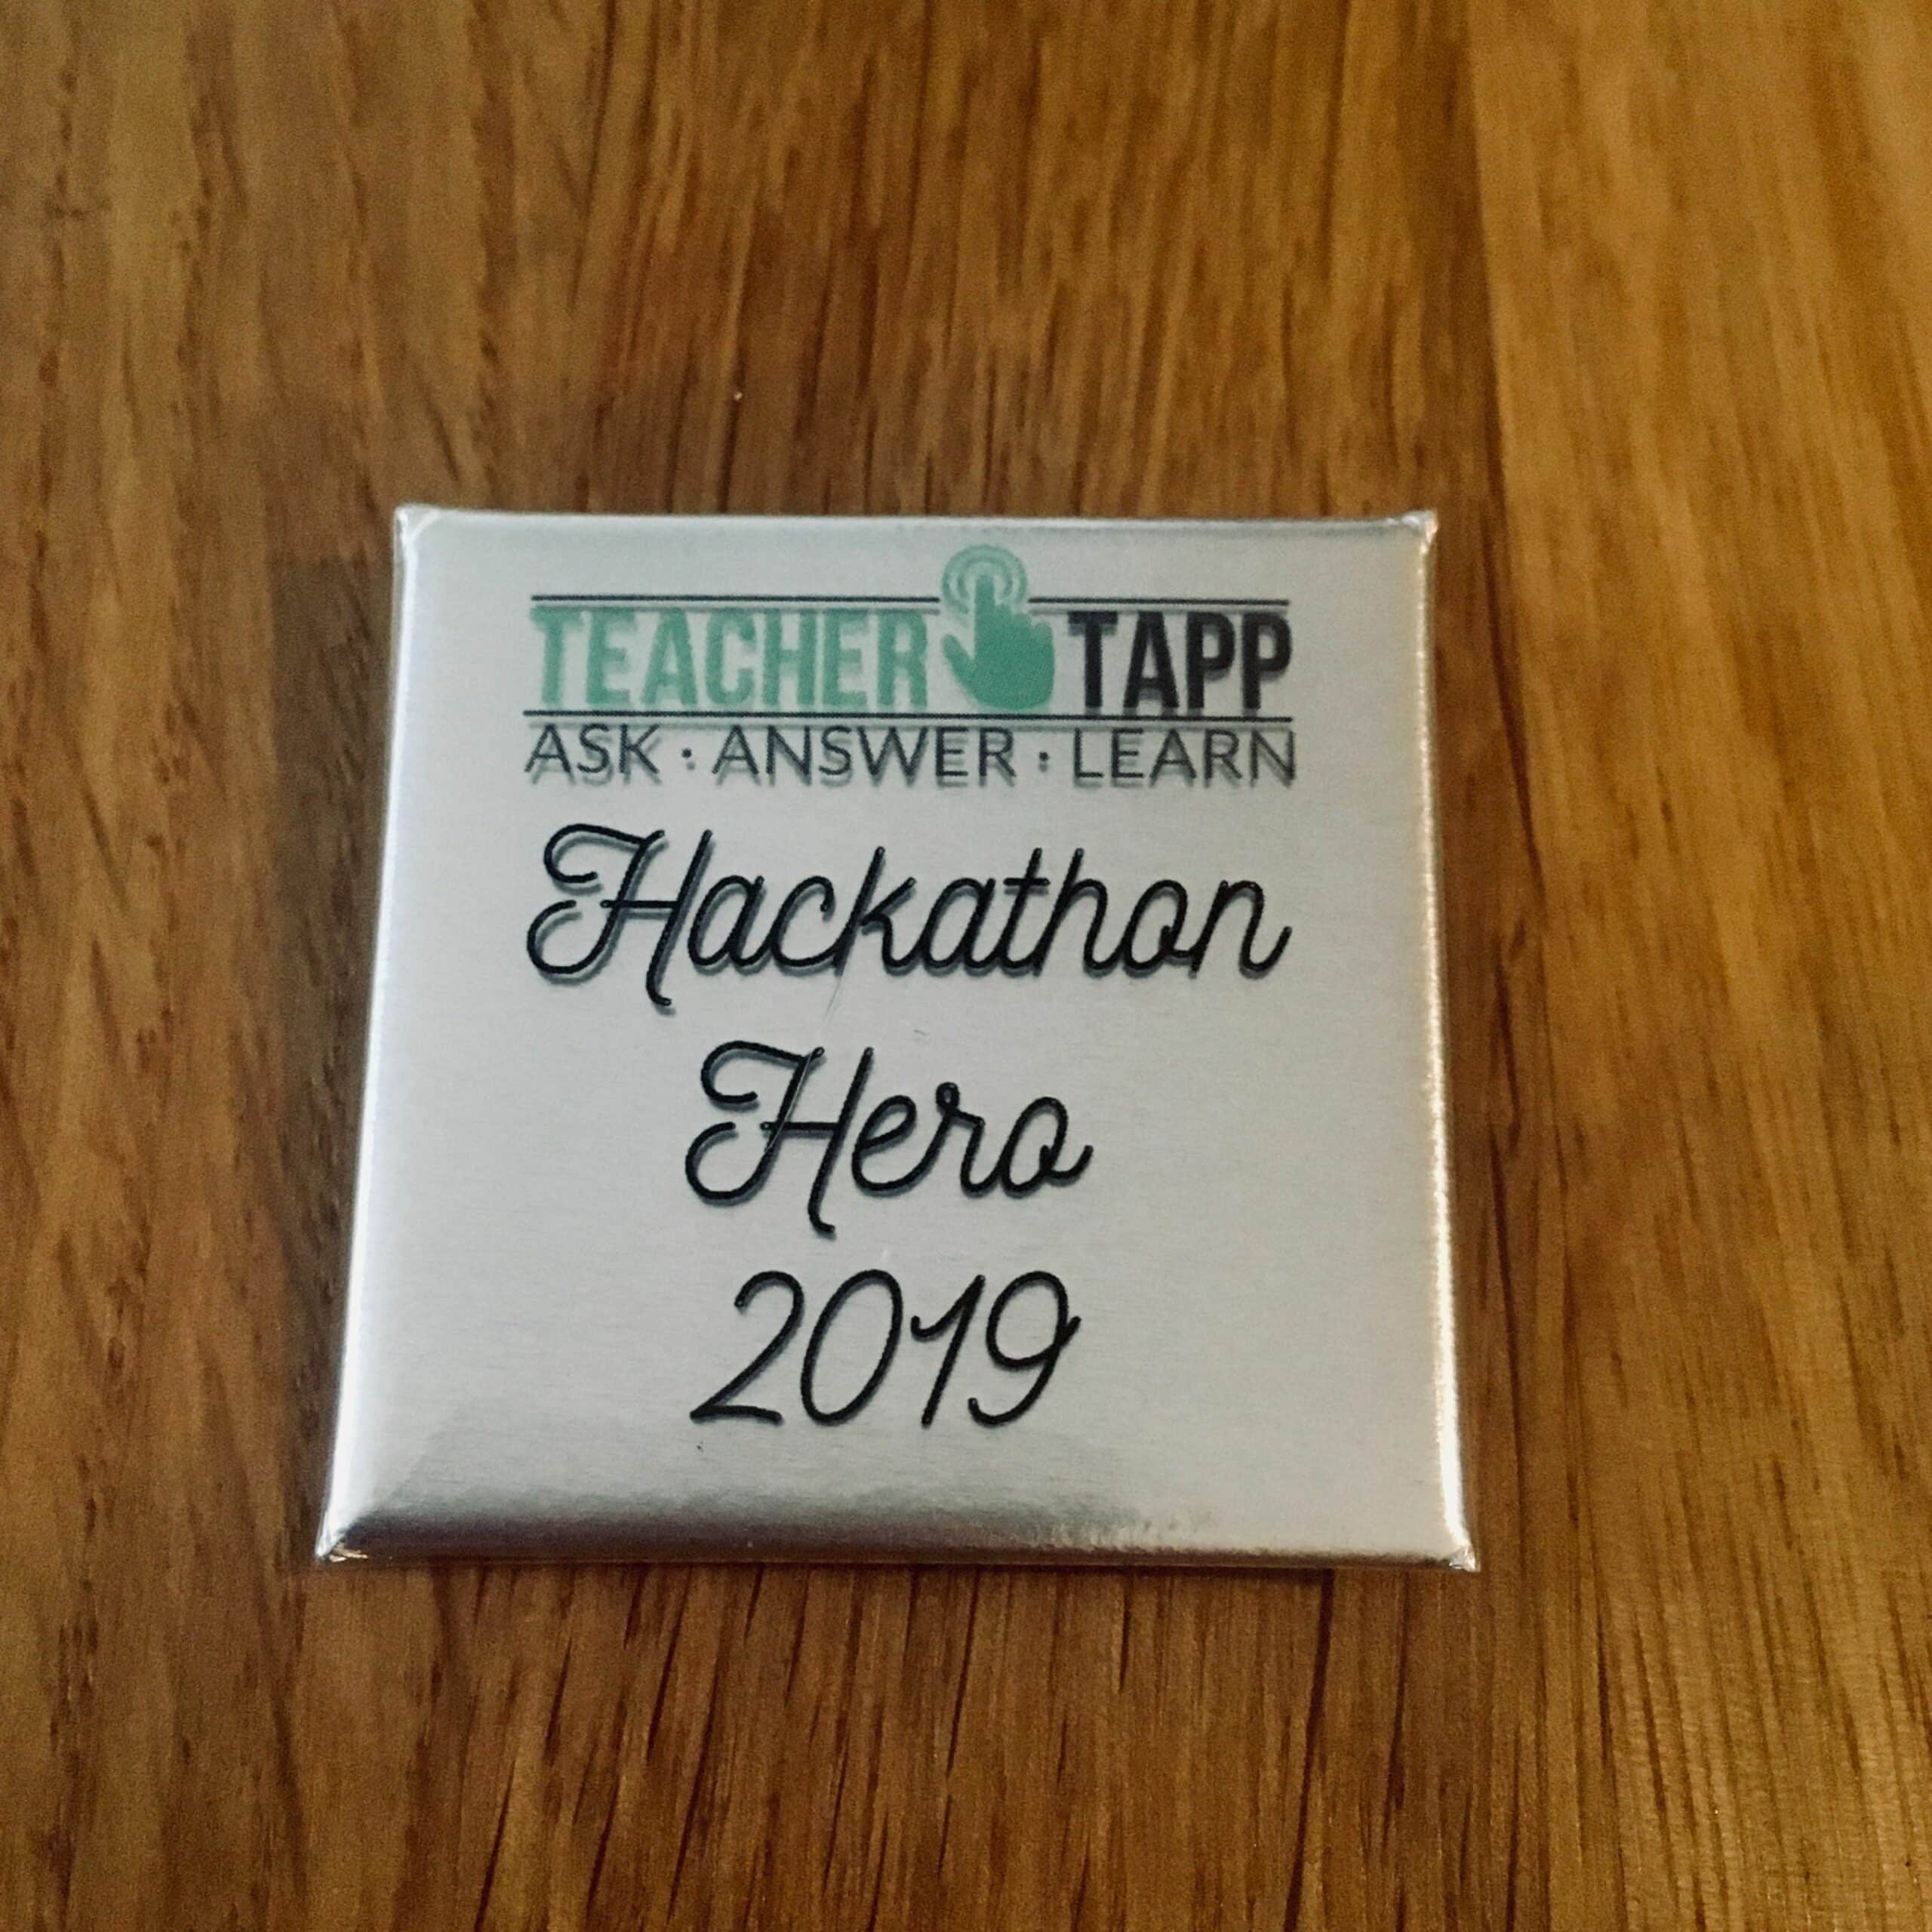 TEACHER TAPP
ASK · ANSWER · LEARN
Hackathon
Hero
2019